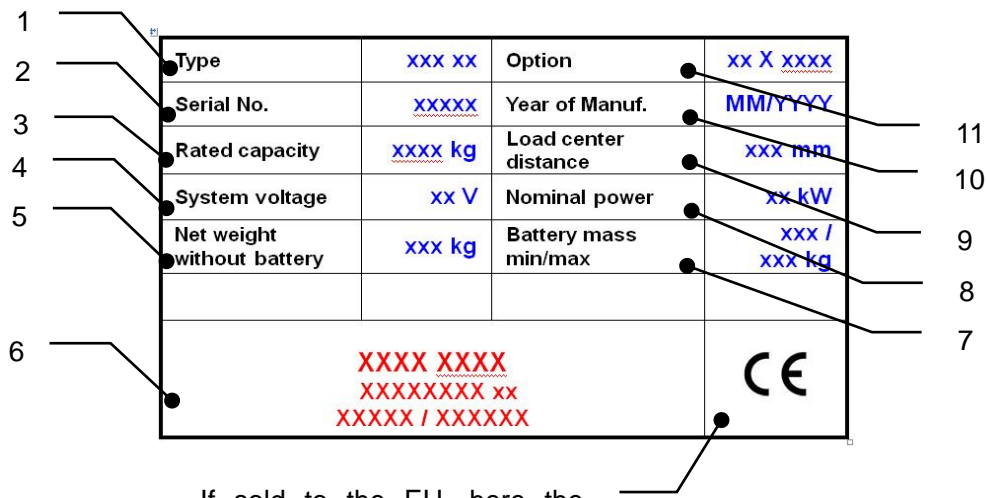 1
2
3
4
5
6
Type xxx xx Option xx X xxxx
Serial No. xxxxx Year of Manuf. MM/YYYY
Rated capacity xxxx kg Load center
distance xxx mm
System voltage xx V Nominal power xx kW
Net weight
without battery xxx kg Battery mass
min/max xxx /
xxx kg
XXXX XXXX
XXXXXXXX xx
XXXXX / XXXXXX
CE
11
10
9
8
7
If sold to the EU, here the